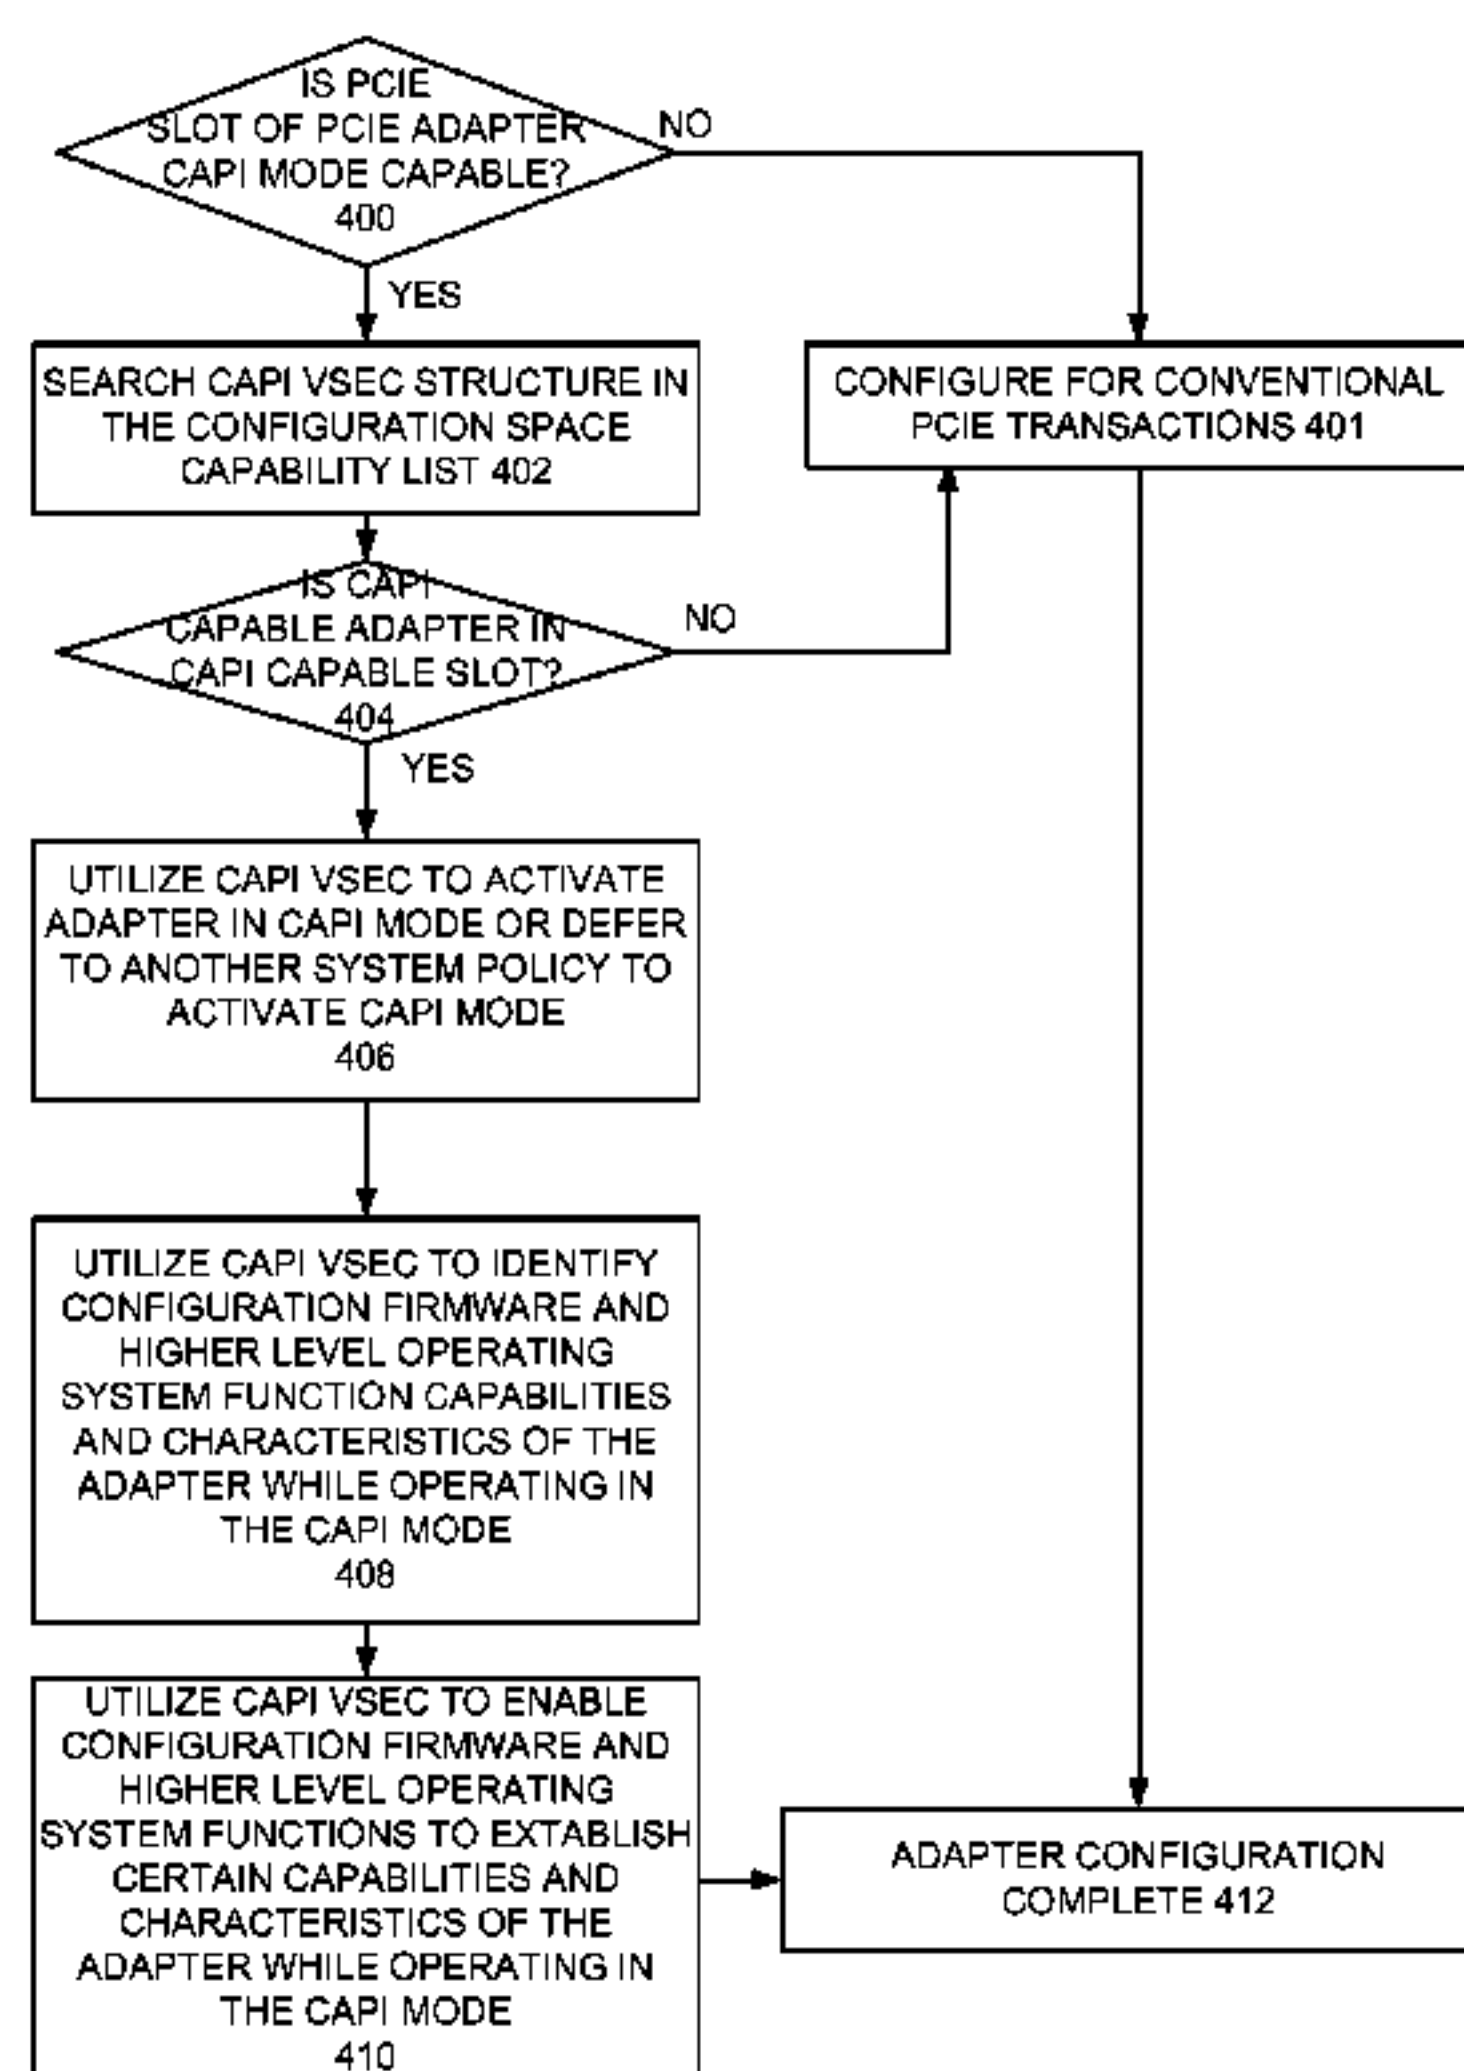 IS PCIE
SLOT OF PCIE ADAPTER
CAPI MODE CAPABLE?
400
NO
YES
SEARCH CAPI VSEC STRUCTURE IN
THE CONFIGURATION SPACE
CAPABILITY LIST 402
CONFIGURE FOR CONVENTIONAL
PCIE TRANSACTIONS 401
IS CAPI
CAPABLE ADAPTER IN
CAPI CAPABLE SLOT?
404
NO
YES
UTILIZE CAPI VSEC TO ACTIVATE
ADAPTER IN CAPI MODE OR DEFER
TO ANOTHER SYSTEM POLICY TO
ACTIVATE CAPI MODE
406
UTILIZE CAPI VSEC TO IDENTIFY
CONFIGURATION FIRMWARE AND
HIGHER LEVEL OPERATING
SYSTEM FUNCTION CAPABILITIES
AND CHARACTERISTICS OF THE
ADAPTER WHILE OPERATING IN
THE CAPI MODE
408
UTILIZE CAPI VSEC TO ENABLE
CONFIGURATION FIRMWARE AND
HIGHER LEVEL OPERATING
SYSTEM FUNCTIONS TO EXTABLISH
CERTAIN CAPABILITIES AND
CHARACTERISTICS OF THE
ADAPTER WHILE OPERATING IN
THE CAPI MODE
410
ADAPTER CONFIGURATION
COMPLETE 412